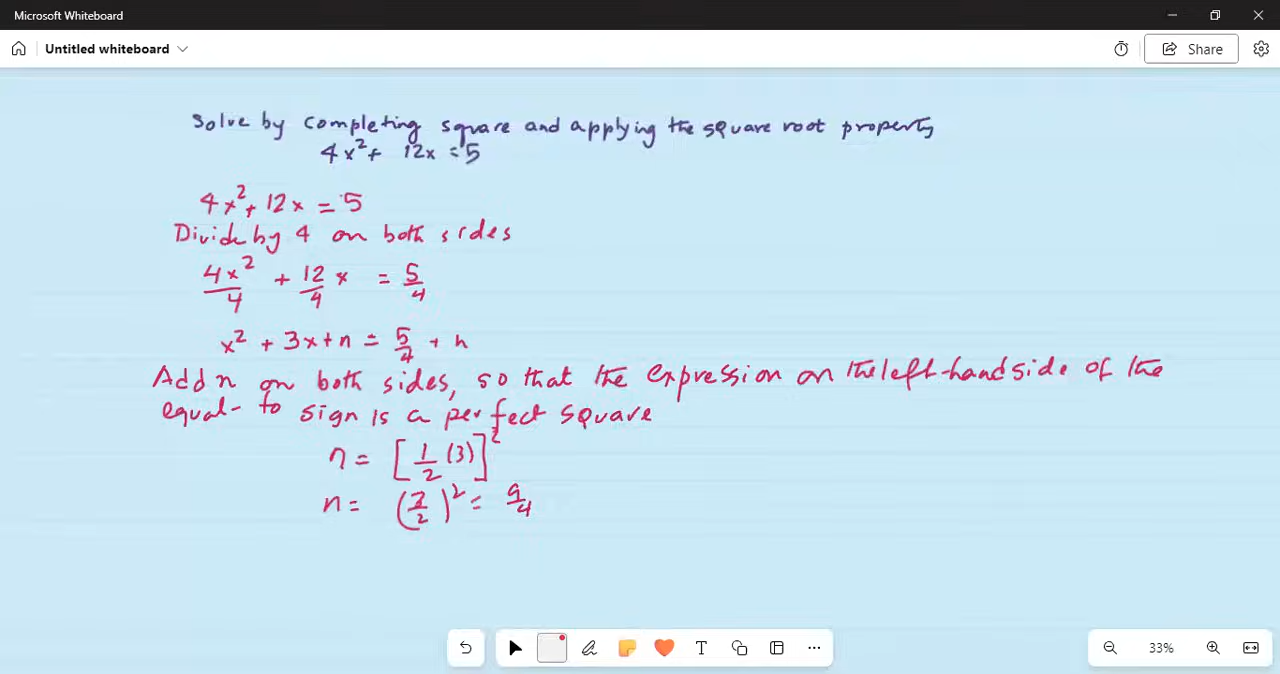 Microsoft Whiteboard
Untitled whiteboard
Share
Solve by completing square and applying the square root property
4x² + 12x = 5
4x² + 12x = 5
Divide by 4 on both sides
4x²/4 + 12/4 x = 5/4
x² + 3x + n = 5/4 + n
Add n on both sides, so that the expression on the left-hand side of the
equal-to sign is a perfect square
n = [1/2 (3)]²
n = (3/2)² = 9/4
T
33%